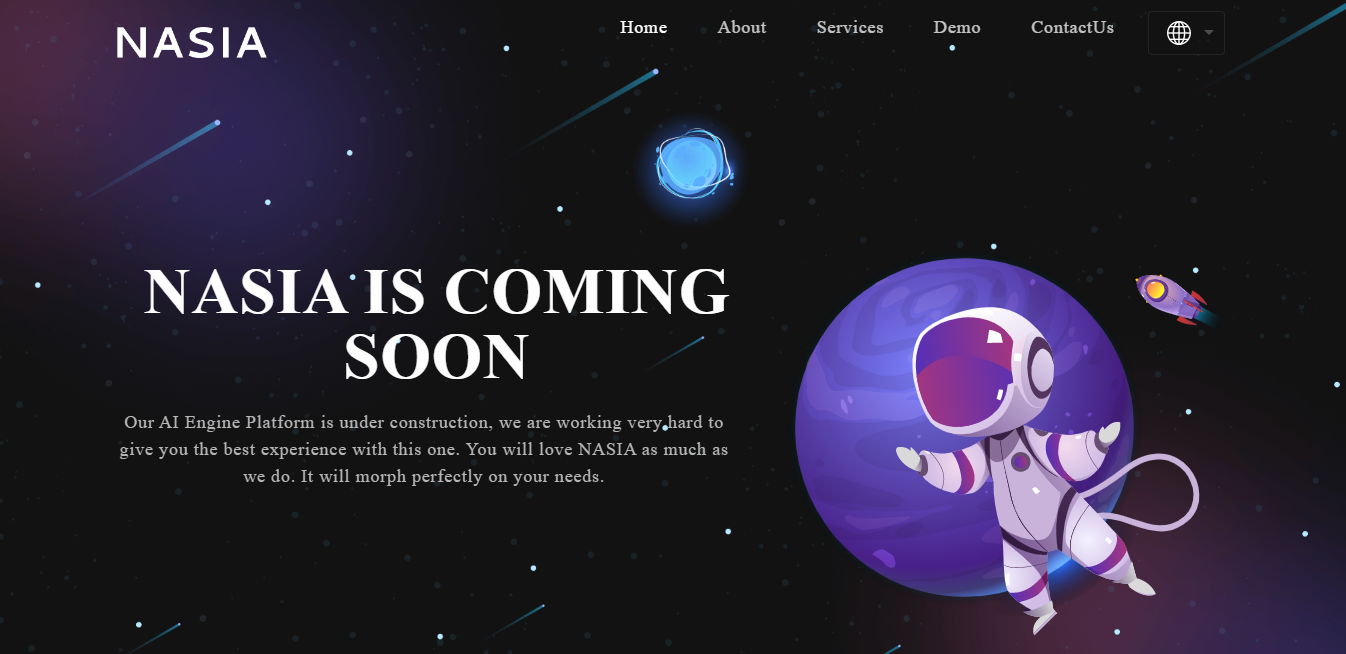 NASIA
Home
About
Services
Demo
ContactUs
NASIA IS COMING
SOON
Our AI Engine Platform is under construction, we are working very hard to
give you the best experience with this one. You will love NASIA as much as
we do. It will morph perfectly on your needs.